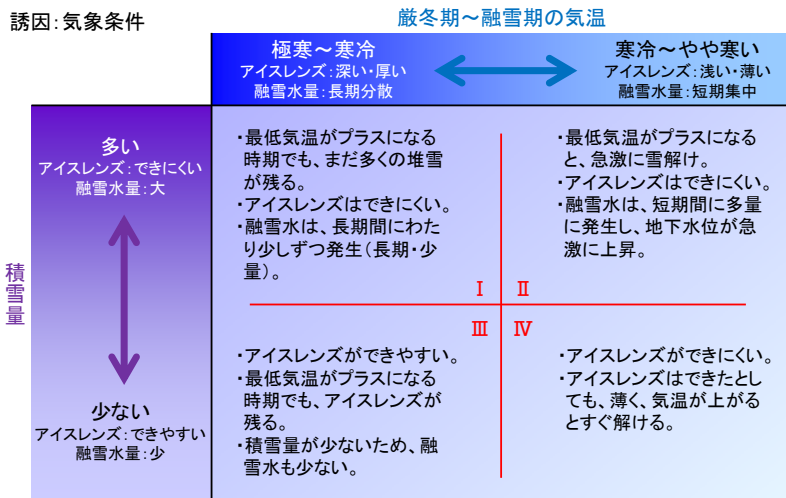 誘因：気象条件
厳冬期～融雪期の気温
極寒～寒冷
アイスレンズ：深い・厚い
融雪水量：長期分散
寒冷～やや寒い
アイスレンズ：浅い・薄い
融雪水量：短期集中
積雪量
多い
アイスレンズ：できにくい
融雪水量：大
・最低気温がプラスになる
時期でも、まだ多くの堆雪
が残る。
・アイスレンズはできにくい。
・融雪水は、長期間にわた
り少しずつ発生（長期・少
量）。
・最低気温がプラスになる
と、急激に雪解け。
・アイスレンズはできにくい。
・融雪水は、短期間に多量
に発生し、地下水位が急
激に上昇。
Ⅰ Ⅱ
Ⅲ Ⅳ
少ない
アイスレンズ：できやすい
融雪水量：少
・アイスレンズができやすい。
・最低気温がプラスになる
時期でも、アイスレンズが
残る。
・積雪量が少ないため、融
雪水も少ない。
・アイスレンズができにくい。
・アイスレンズはできたとし
ても、薄く、気温が上がる
とすぐ解ける。